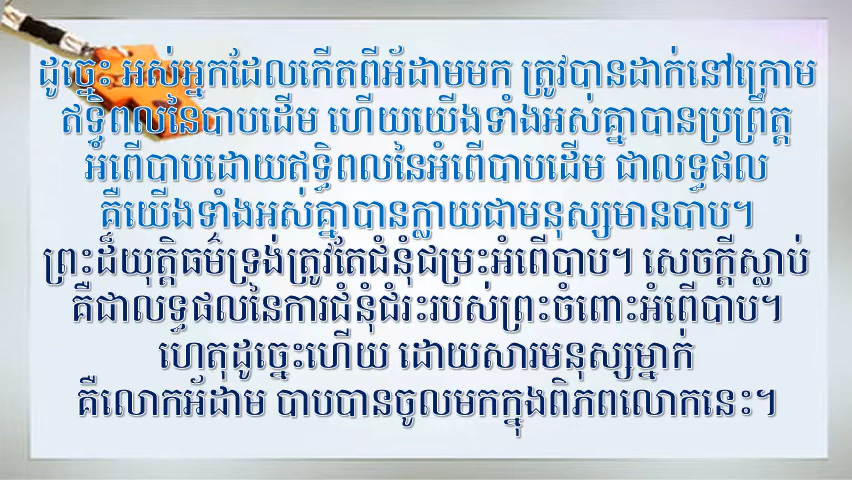 ដូច្នេះ អស់អ្នកដែលកើតពីអ័ដាមមក ត្រូវបានដាក់នៅក្រោម
ឥទ្ធិពលនៃបាបដើម ហើយយើងទាំងអស់គ្នាបានប្រព្រឹត្ត
អំពើបាបដោយឥទ្ធិពលនៃអំពើបាបដើម ជាលទ្ធផល
គឺយើងទាំងអស់គ្នាបានក្លាយជាមនុស្សមានបាប។
ព្រះដ៏យុត្តិធម៌ទ្រង់ត្រូវតែជំនុំជម្រះអំពើបាប។ សេចក្តីស្លាប់
គឺជាលទ្ធផលនៃការជំនុំជំរះរបស់ព្រះចំពោះអំពើបាប។
ហេតុដូច្នេះហើយ ដោយសារមនុស្សម្នាក់
គឺលោកអ័ដាម បាបបានចូលមកក្នុងពិភពលោកនេះ។